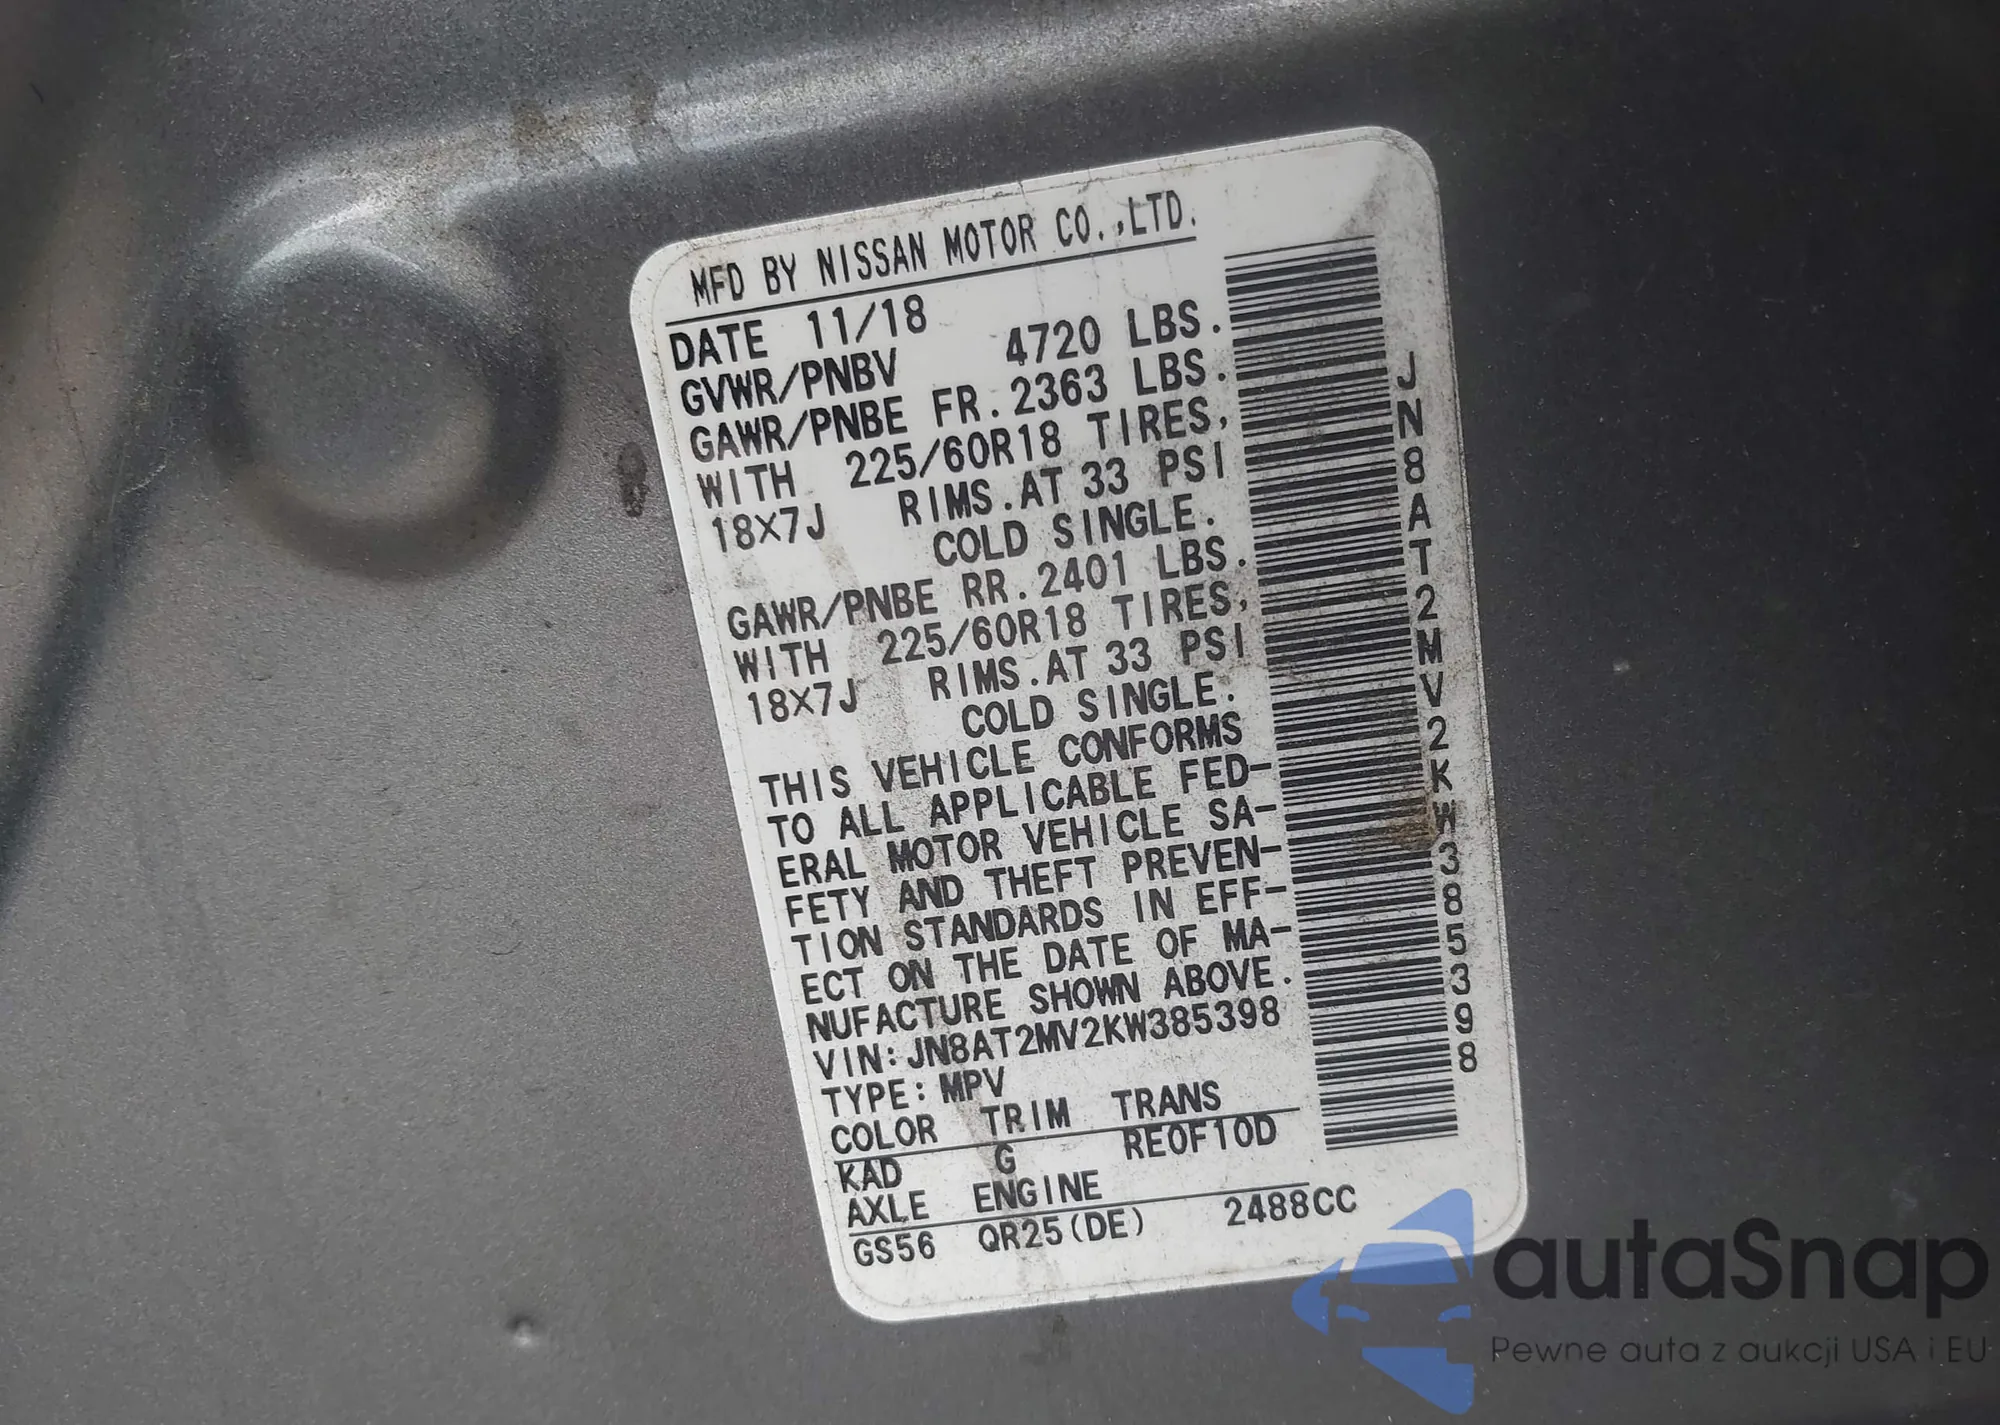 MFD BY NISSAN MOTOR CO.,LTD.
DATE 11/18
GVWR/PNBV 4720 LBS.
GAWR/PNBE FR.2363 LBS.
WITH 225/60R18 TIRES,
18X7J RIMS.AT 33 PSI
COLD SINGLE.
GAWR/PNBE RR.2401 LBS.
WITH 225/60R18 TIRES,
18X7J RIMS.AT 33 PSI
COLD SINGLE.
THIS VEHICLE CONFORMS
TO ALL APPLICABLE FED-
ERAL MOTOR VEHICLE SA-
FETY AND THEFT PREVEN-
TION STANDARDS IN EFF-
ECT ON THE DATE OF MA-
NUFACTURE SHOWN ABOVE.
VIN:JN8AT2MV2KW385398
TYPE:MPV
COLOR TRIM TRANS
KAD G RE0F10D
AXLE ENGINE
GS56 QR25(DE) 2488CC
JN8AT2MV2KW385398
autaSnap
Pewne auta z aukcji USA i EU